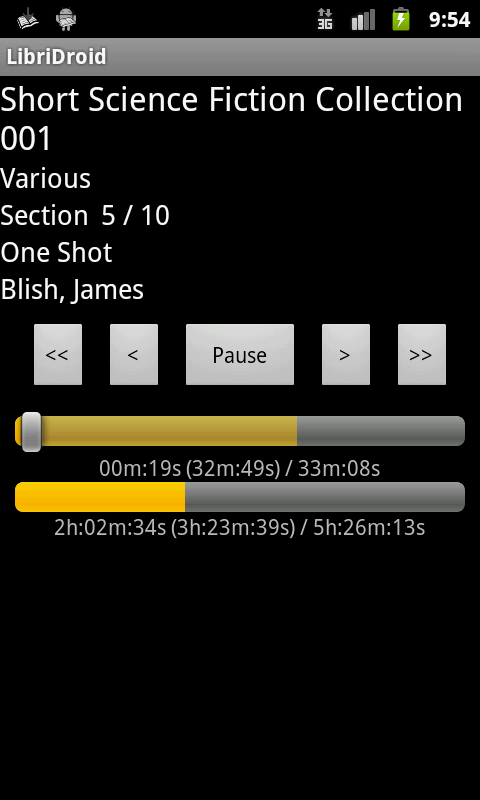 3G 9:54
LibriDroid
Short Science Fiction Collection
001
Various
Section 5 / 10
One Shot
Blish, James
<< < Pause > >>
00m:19s (32m:49s) / 33m:08s
2h:02m:34s (3h:23m:39s) / 5h:26m:13s